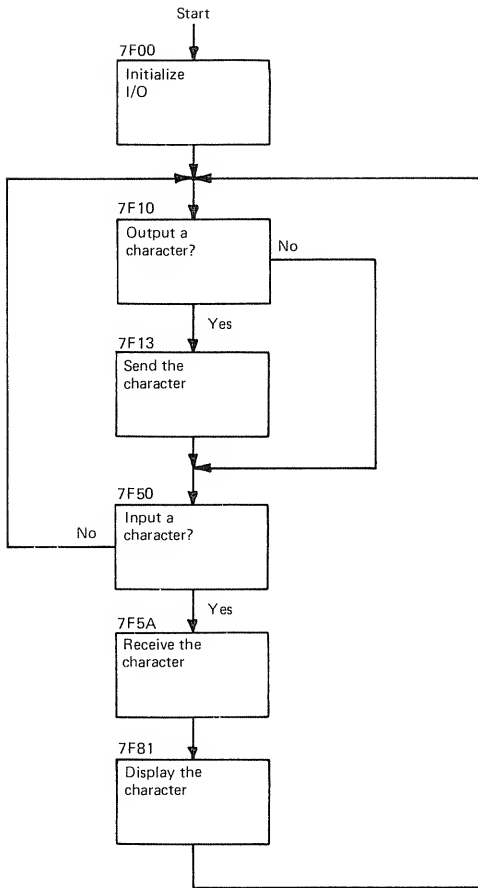 Start
7F00
Initialize
I/O
7F10
Output a
character?
No
Yes
7F13
Send the
character
7F50
Input a
character?
No
Yes
7F5A
Receive the
character
7F81
Display the
character